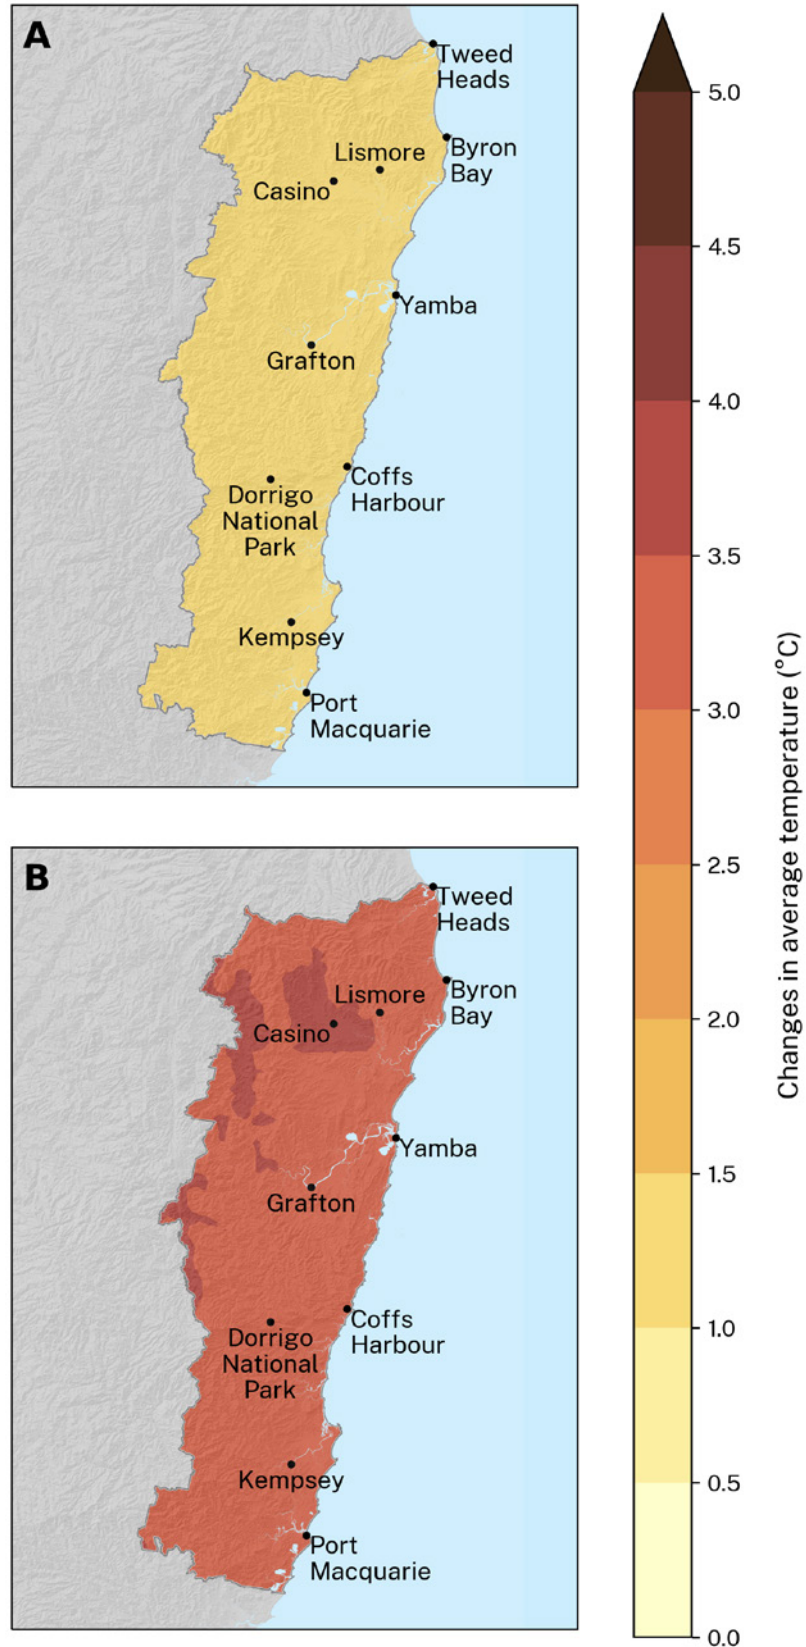 A
Tweed
Heads
Byron
Bay
Lismore
Casino
Yamba
Grafton
Coffs
Harbour
Dorrigo
National
Park
Kempsey
Port
Macquarie
B
Tweed
Heads
Byron
Bay
Lismore
Casino
Yamba
Grafton
Coffs
Harbour
Dorrigo
National
Park
Kempsey
Port
Macquarie
5.0
4.5
4.0
3.5
3.0
2.5
2.0
1.5
1.0
0.5
0.0
Changes in average temperature (°C)